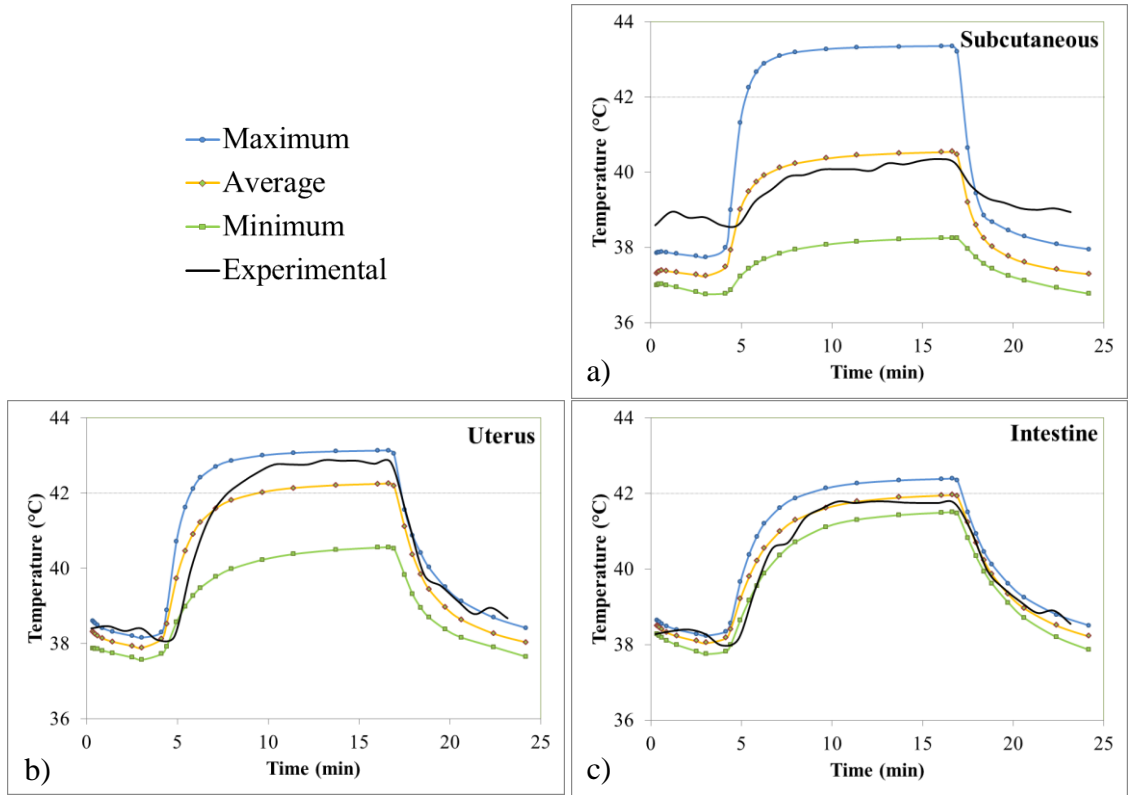 Maximum
Average
Minimum
Experimental
Subcutaneous
Temperature (°C)
44
42
40
38
36
0 5 10 15 20 25
Time (min)
a)
Uterus
Temperature (°C)
44
42
40
38
36
0 5 10 15 20 25
Time (min)
b)
Intestine
Temperature (°C)
44
42
40
38
36
0 5 10 15 20 25
Time (min)
c)